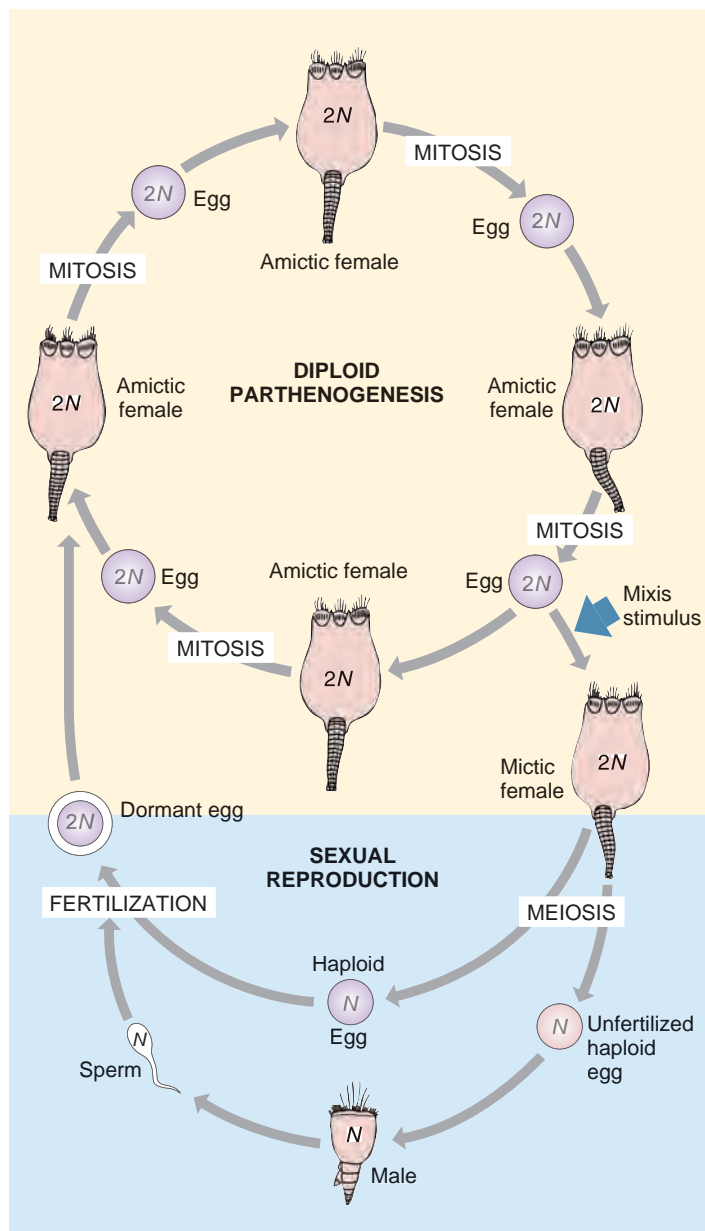 2N
MITOSIS
2N
Egg
2N
Egg
Amictic female
MITOSIS
DIPLOID
PARTHENOGENESIS
Amictic
female
2N
Amictic
female
2N
MITOSIS
2N
Egg
Amictic female
Egg
2N
Mixis
stimulus
MITOSIS
2N
Mictic
female
2N
2N
Dormant egg
SEXUAL
REPRODUCTION
FERTILIZATION
MEIOSIS
Haploid
N
Egg
N
Unfertilized
haploid
egg
N
Sperm
N
Male